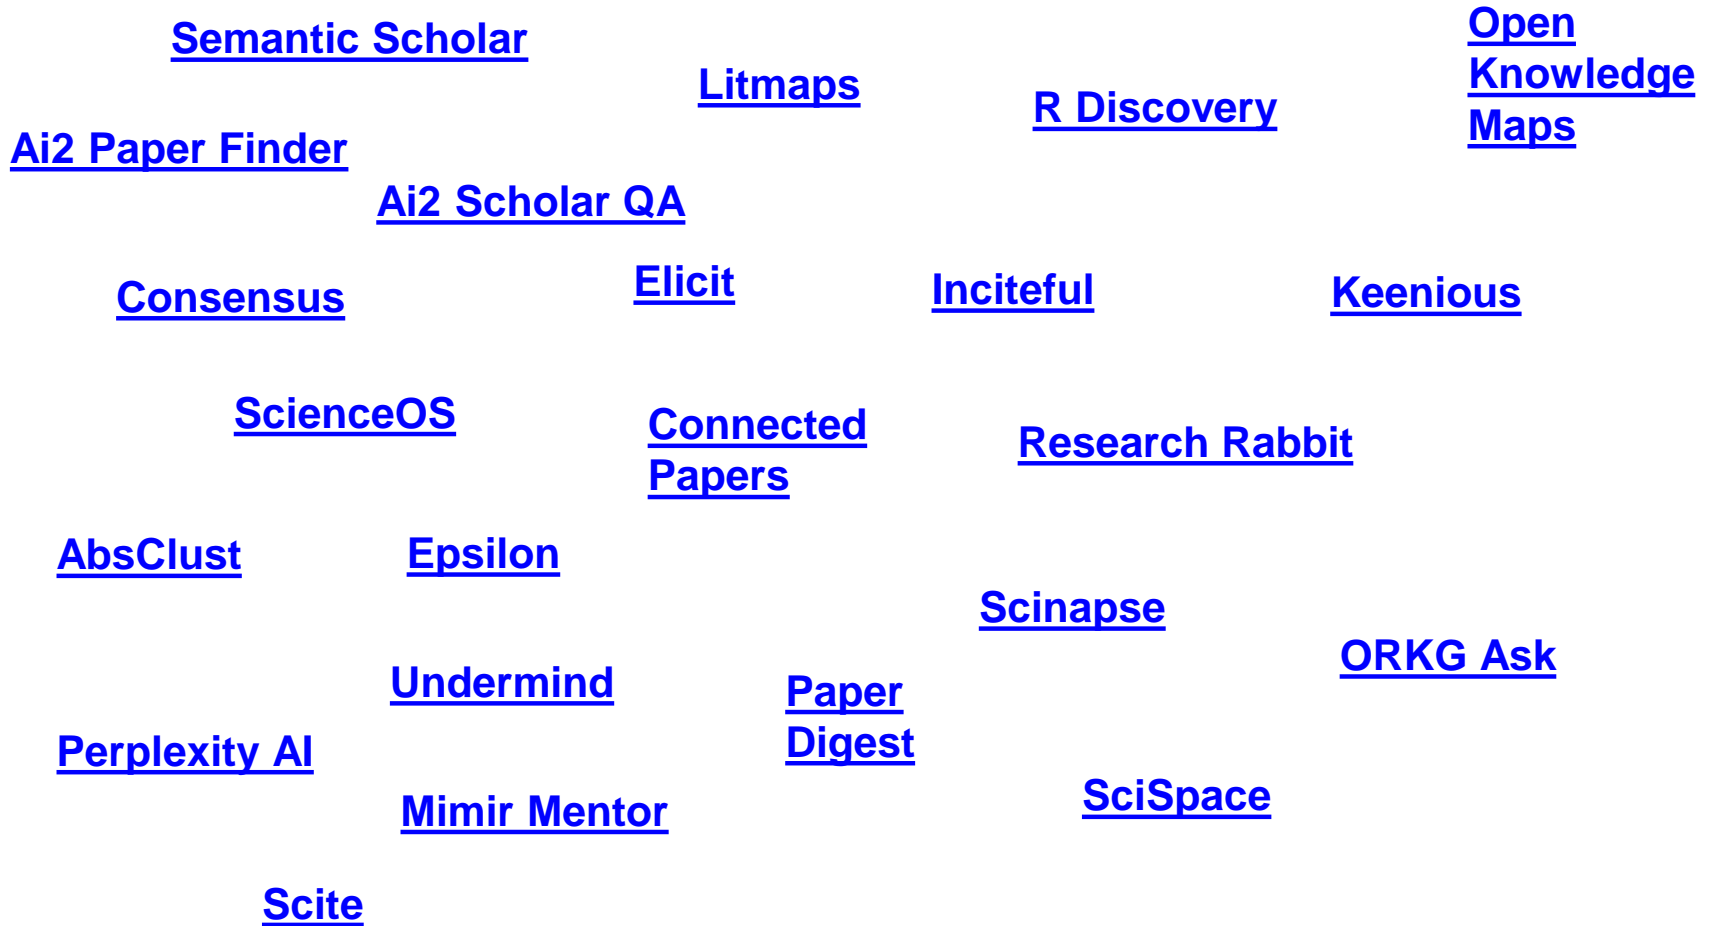 Semantic Scholar
Open
Knowledge
Maps
Litmaps
R Discovery
Ai2 Paper Finder
Ai2 Scholar QA
Consensus
Elicit
Inciteful
Keenious
ScienceOS
Connected
Papers
Research Rabbit
AbsClust
Epsilon
Scinapse
ORKG Ask
Undermind
Paper
Digest
Perplexity AI
Mimir Mentor
SciSpace
Scite